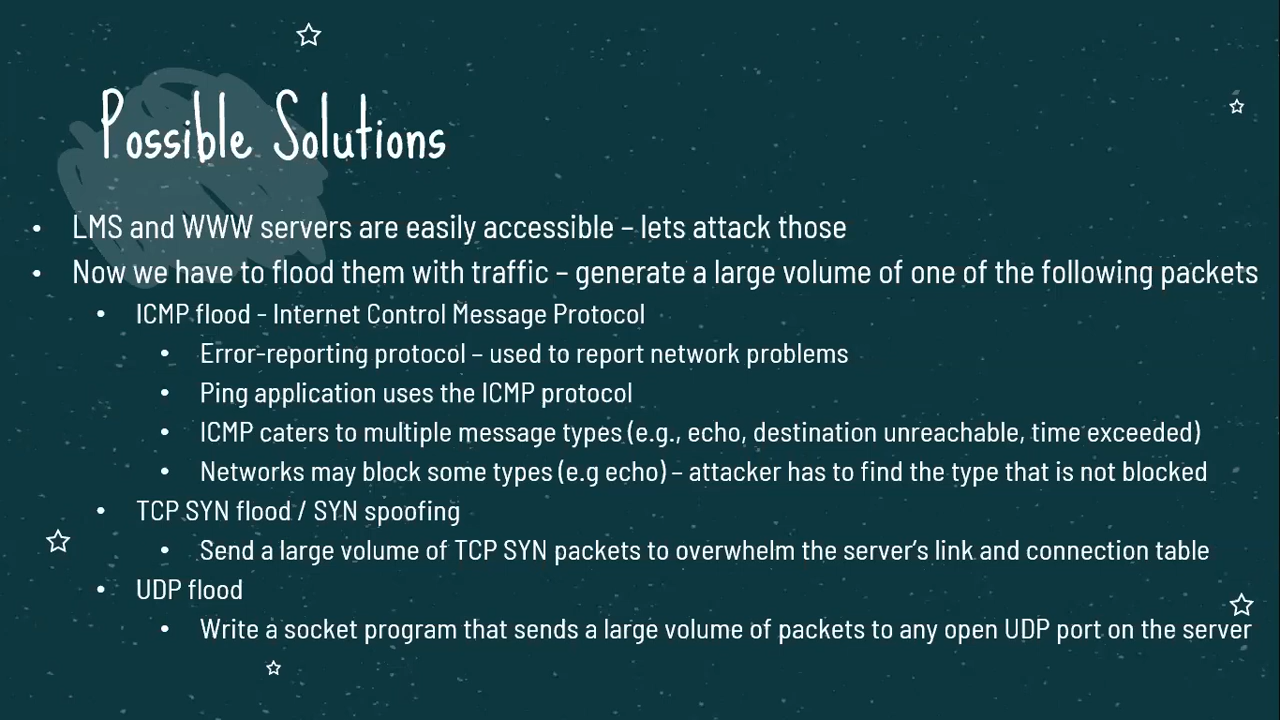 Possible Solutions
• LMS and WWW servers are easily accessible – lets attack those
• Now we have to flood them with traffic – generate a large volume of one of the following packets
• ICMP flood - Internet Control Message Protocol
• Error-reporting protocol – used to report network problems
• Ping application uses the ICMP protocol
• ICMP caters to multiple message types (e.g., echo, destination unreachable, time exceeded)
• Networks may block some types (e.g echo) – attacker has to find the type that is not blocked
• TCP SYN flood / SYN spoofing
• Send a large volume of TCP SYN packets to overwhelm the server’s link and connection table
• UDP flood
• Write a socket program that sends a large volume of packets to any open UDP port on the server